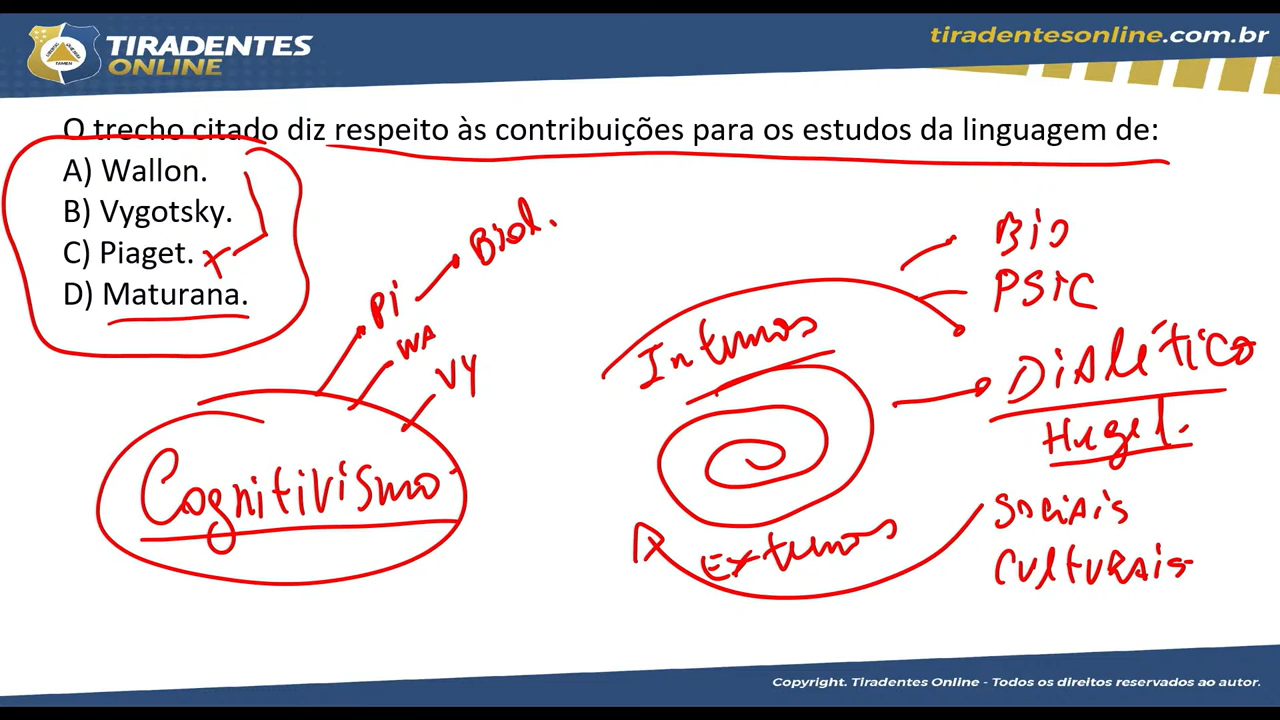 TIRADENTES
ONLINE
tiradentesonline.com.br
O trecho citado diz respeito às contribuições para os estudos da linguagem de:
A) Wallon.
B) Vygotsky.
C) Piaget. x
D) Maturana.
Biol.
Pi
WA
VY
Cognitivismo
Internos
Externos
Bio
PSIC
DiAlético
Hegel.
Sociais
CulturAis
Copyright. Tiradentes Online - Todos os direitos reservados ao autor.